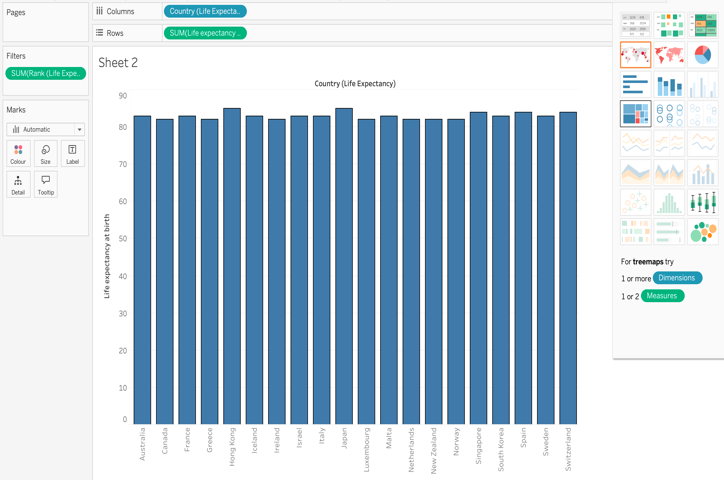 Pages
Columns
Country (Life Expecta..
Rows
SUM(Life expectancy ..
Filters
SUM(Rank (Life Expe..
Marks
Automatic
Colour
Size
Label
Detail
Tooltip
Sheet 2
Country (Life Expectancy)
Life expectancy at birth
90
80
70
60
50
40
30
20
10
0
Australia
Canada
France
Greece
Hong Kong
Iceland
Ireland
Israel
Italy
Japan
Luxembourg
Malta
Netherlands
New Zealand
Norway
Singapore
South Korea
Spain
Sweden
Switzerland
For treemaps try
1 or more Dimensions
1 or 2 Measures